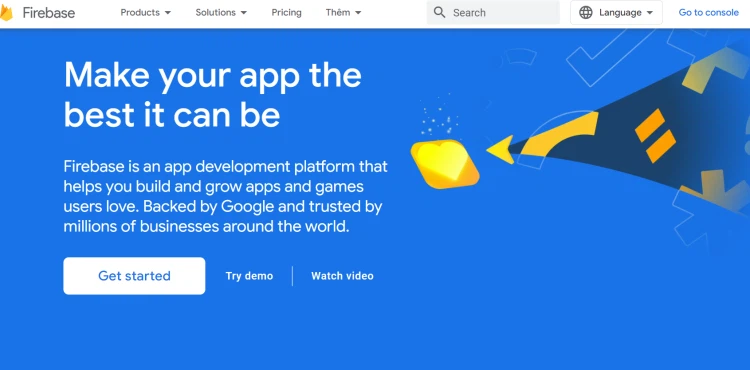 Firebase
Products
Solutions
Pricing
Thêm
Search
Language
Go to console
Make your app the
best it can be
Firebase is an app development platform that
helps you build and grow apps and games
users love. Backed by Google and trusted by
millions of businesses around the world.
Get started
Try demo
Watch video